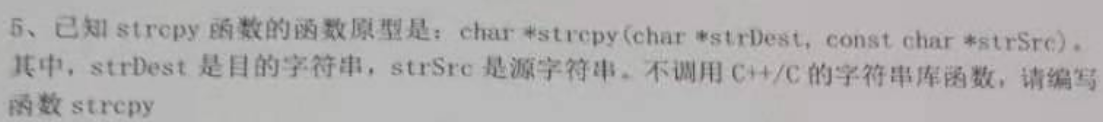 5、已知 strcpy 函数的函数原型是：char *strcpy(char *strDest, const char *strSrc)。
其中，strDest 是目的字符串，strSrc 是源字符串。不调用 C++/C 的字符串库函数，请编写
函数 strcpy